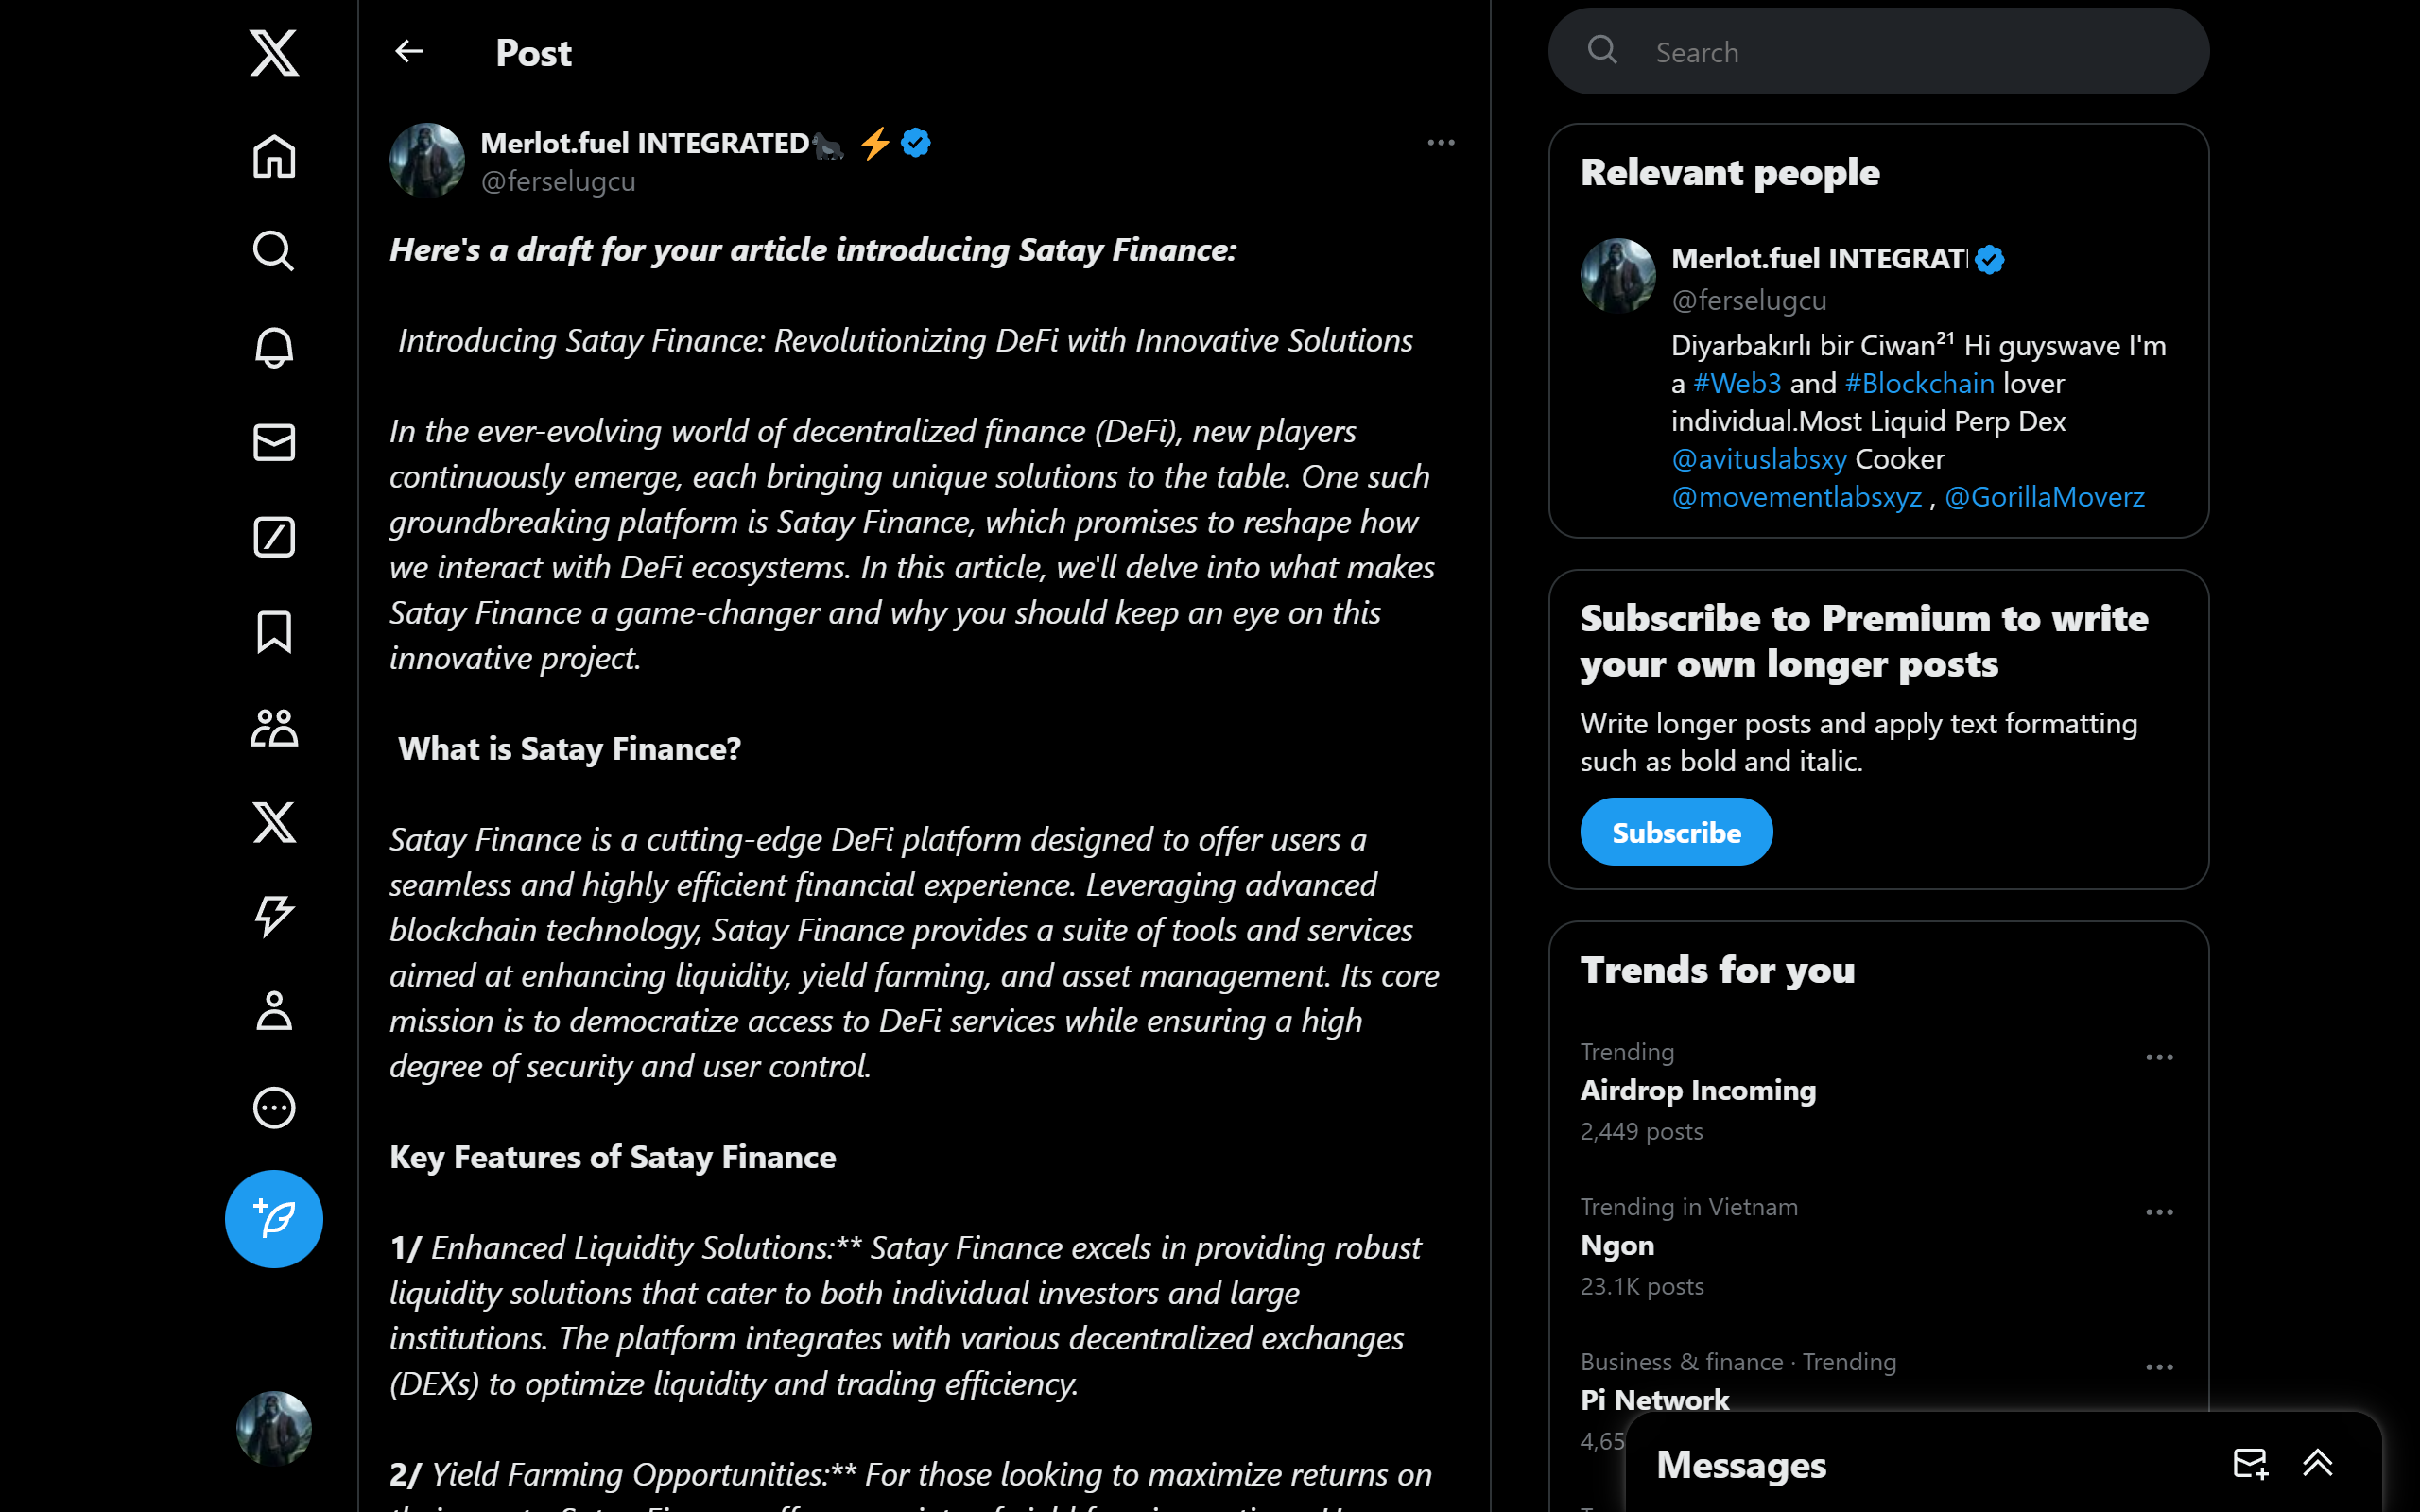 Post
Merlot.fuel INTEGRATED🦍 ⚡
@ferselugcu
Here's a draft for your article introducing Satay Finance:
Introducing Satay Finance: Revolutionizing DeFi with Innovative Solutions
In the ever-evolving world of decentralized finance (DeFi), new players
continuously emerge, each bringing unique solutions to the table. One such
groundbreaking platform is Satay Finance, which promises to reshape how
we interact with DeFi ecosystems. In this article, we'll delve into what makes
Satay Finance a game-changer and why you should keep an eye on this
innovative project.
What is Satay Finance?
Satay Finance is a cutting-edge DeFi platform designed to offer users a
seamless and highly efficient financial experience. Leveraging advanced
blockchain technology, Satay Finance provides a suite of tools and services
aimed at enhancing liquidity, yield farming, and asset management. Its core
mission is to democratize access to DeFi services while ensuring a high
degree of security and user control.
Key Features of Satay Finance
1/ Enhanced Liquidity Solutions:** Satay Finance excels in providing robust
liquidity solutions that cater to both individual investors and large
institutions. The platform integrates with various decentralized exchanges
(DEXs) to optimize liquidity and trading efficiency.
2/ Yield Farming Opportunities:** For those looking to maximize returns on
Search
Relevant people
Merlot.fuel INTEGRAT
@ferselugcu
Diyarbakırlı bir Ciwan²¹ Hi guyswave I'm
a #Web3 and #Blockchain lover
individual.Most Liquid Perp Dex
@avituslabsxy Cooker
@movementlabsxyz , @GorillaMoverz
Subscribe to Premium to write
your own longer posts
Write longer posts and apply text formatting
such as bold and italic.
Subscribe
Trends for you
Trending
Airdrop Incoming
2,449 posts
Trending in Vietnam
Ngon
23.1K posts
Business & finance · Trending
Pi Network
4,65
Messages